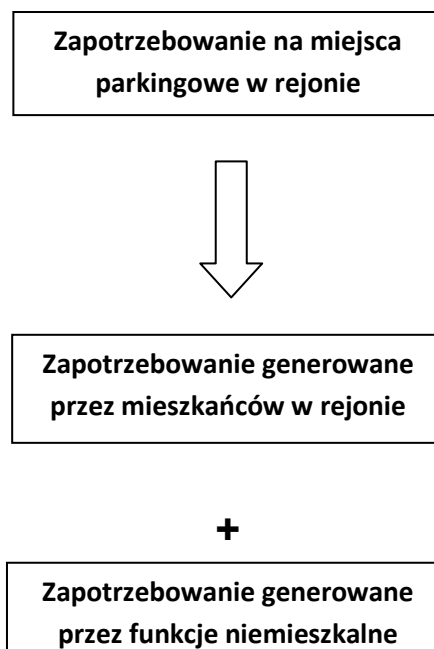 Zapotrzebowanie na miejsca
parkingowe w rejonie
Zapotrzebowanie generowane
przez mieszkańców w rejonie
+
Zapotrzebowanie generowane
przez funkcje niemieszkalne